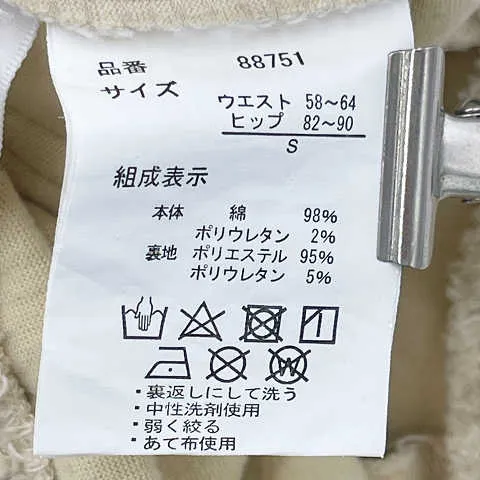 品番 88751
サイズ
ウエスト 58～64
ヒップ 82～90
S
組成表示
本体 綿 98%
ポリウレタン 2%
裏地 ポリエステル 95%
ポリウレタン 5%
W
・裏返しにして洗う
・中性洗剤使用
・弱く絞る
・あて布使用